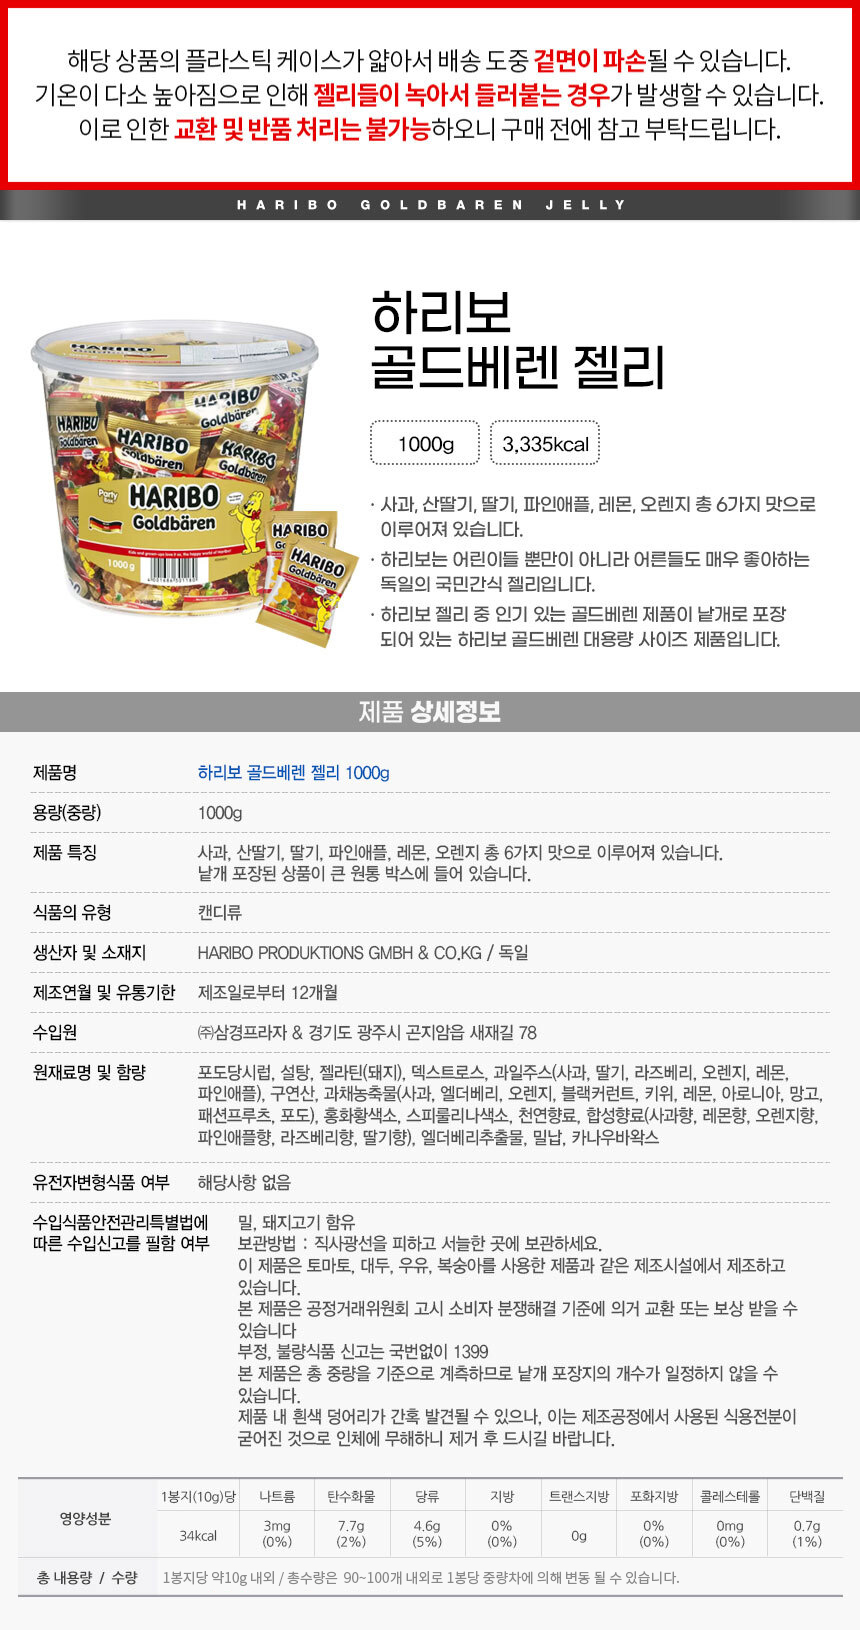 해당 상품의 플라스틱 케이스가 얇아서 배송 도중 겉면이 파손될 수 있습니다.
기온이 다소 높아짐으로 인해 젤리들이 녹아서 들러붙는 경우가 발생할 수 있습니다.
이로 인한 교환 및 반품 처리는 불가능하오니 구매 전에 참고 부탁드립니다.
HARIBO GOLDBAREN JELLY
하리보
골드베렌 젤리
1000g 3,335kcal
· 사과, 산딸기, 딸기, 파인애플, 레몬, 오렌지 총 6가지 맛으로
이루어져 있습니다.
· 하리보는 어린이들 뿐만이 아니라 어른들도 매우 좋아하는
독일의 국민간식 젤리입니다.
· 하리보 젤리 중 인기 있는 골드베렌 제품이 낱개로 포장
되어 있는 하리보 골드베렌 대용량 사이즈 제품입니다.
HARIBO
Goldbären
HARIBO
Goldbären
HARIBO
Goldbären
HARIBO
Goldbären
Party
Box
HARIBO
Goldbären
Kids and grown-ups love it so, the happy world of Haribo!
1000g
HARIBO
HARIBO
Goldbären
제품 상세정보
제품명 하리보 골드베렌 젤리 1000g
용량(중량) 1000g
제품 특징 사과, 산딸기, 딸기, 파인애플, 레몬, 오렌지 총 6가지 맛으로 이루어져 있습니다.
낱개 포장된 상품이 큰 원통 박스에 들어 있습니다.
식품의 유형 캔디류
생산자 및 소재지 HARIBO PRODUKTIONS GMBH & CO.KG / 독일
제조연월 및 유통기한 제조일로부터 12개월
수입원 ㈜삼경프라자 & 경기도 광주시 곤지암읍 새재길 78
원재료명 및 함량 포도당시럽, 설탕, 젤라틴(돼지), 덱스트로스, 과일주스(사과, 딸기, 라즈베리, 오렌지, 레몬,
파인애플), 구연산, 과채농축물(사과, 엘더베리, 오렌지, 블랙커런트, 키위, 레몬, 아로니아, 망고,
패션프루츠, 포도), 홍화황색소, 스피룰리나색소, 천연향료, 합성향료(사과향, 레몬향, 오렌지향,
파인애플향, 라즈베리향, 딸기향), 엘더베리추출물, 밀납, 카나우바왁스
유전자변형식품 여부 해당사항 없음
수입식품안전관리특별법에 밀, 돼지고기 함유
따른 수입신고를 필함 여부 보관방법 : 직사광선을 피하고 서늘한 곳에 보관하세요.
이 제품은 토마토, 대두, 우유, 복숭아를 사용한 제품과 같은 제조시설에서 제조하고
있습니다.
본 제품은 공정거래위원회 고시 소비자 분쟁해결 기준에 의거 교환 또는 보상 받을 수
있습니다
부정, 불량식품 신고는 국번없이 1399
본 제품은 총 중량을 기준으로 계측하므로 낱개 포장지의 개수가 일정하지 않을 수
있습니다.
제품 내 흰색 덩어리가 간혹 발견될 수 있으나, 이는 제조공정에서 사용된 식용전분이
굳어진 것으로 인체에 무해하니 제거 후 드시길 바랍니다.
영양성분 1봉지(10g)당 나트륨 탄수화물 당류 지방 트랜스지방 포화지방 콜레스테롤 단백질
34kcal 3mg 7.7g 4.6g 0% 0g 0% 0mg 0.7g
(0%) (2%) (5%) (0%) (0%) (0%) (1%)
총 내용량 / 수량 1봉지당 약10g 내외 / 총수량은 90~100개 내외로 1봉당 중량차에 의해 변동 될 수 있습니다.